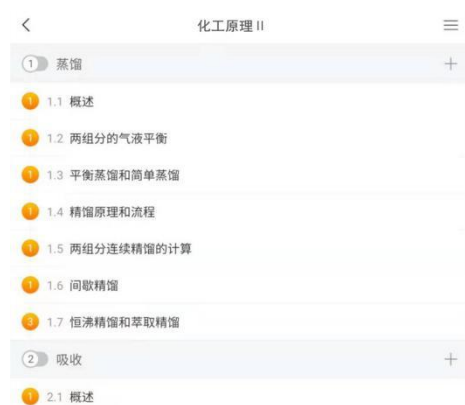 化工原理 II
1 蒸馏
1 1.1 概述
1 1.2 两组分的气液平衡
1 1.3 平衡蒸馏和简单蒸馏
1 1.4 精馏原理和流程
1 1.5 两组分连续精馏的计算
1 1.6 间歇精馏
3 1.7 恒沸精馏和萃取精馏
2 吸收
1 2.1 概述